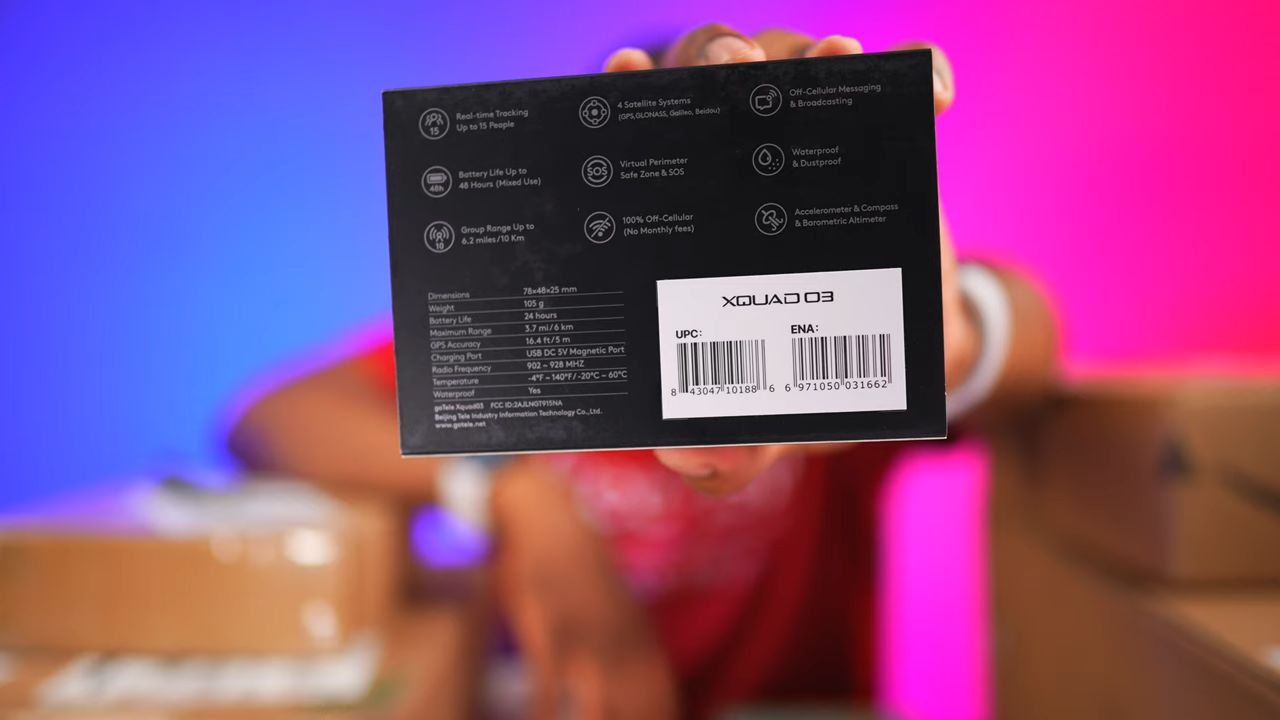 15
Real-time Tracking
Up to 15 People
4 Satellite Systems
(GPS,GLONASS, Galileo, Beidou)
Off-Cellular Messaging
& Broadcasting
48h
Battery Life Up to
48 Hours (Mixed Use)
SOS
Virtual Perimeter
Safe Zone & SOS
Waterproof
& Dustproof
10
Group Range Up to
6.2 miles/10 Km
100% Off-Cellular
(No Monthly fees)
Accelerometer & Compass
& Barometric Altimeter
Dimensions 78×48×25 mm
Weight 105 g
Battery Life 24 hours
Maximum Range 3.7 mi/6 km
GPS Accuracy 16.4 ft/5 m
Charging Port USB DC 5V Magnetic Port
Radio Frequency 902 – 928 MHZ
Temperature -4°F – 140°F/-20°C – 60°C
Waterproof Yes
goTele Xquad03 FCC ID:2AJLNGT915NA
Beijing Tele Industry Information Technology Co.,Ltd.
www.gotele.net
XQUAD 03
UPC:
8 43047 10188 6
ENA:
6 971050 031662